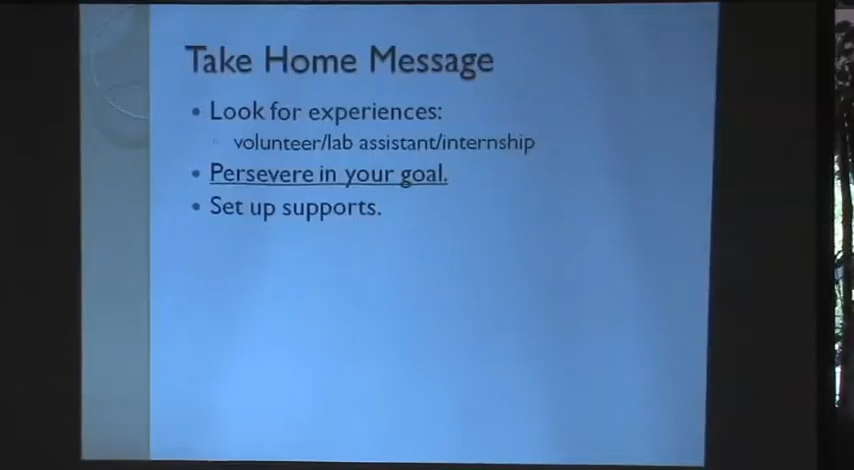 Take Home Message
• Look for experiences:
◦ volunteer/lab assistant/internship
• Persevere in your goal.
• Set up supports.